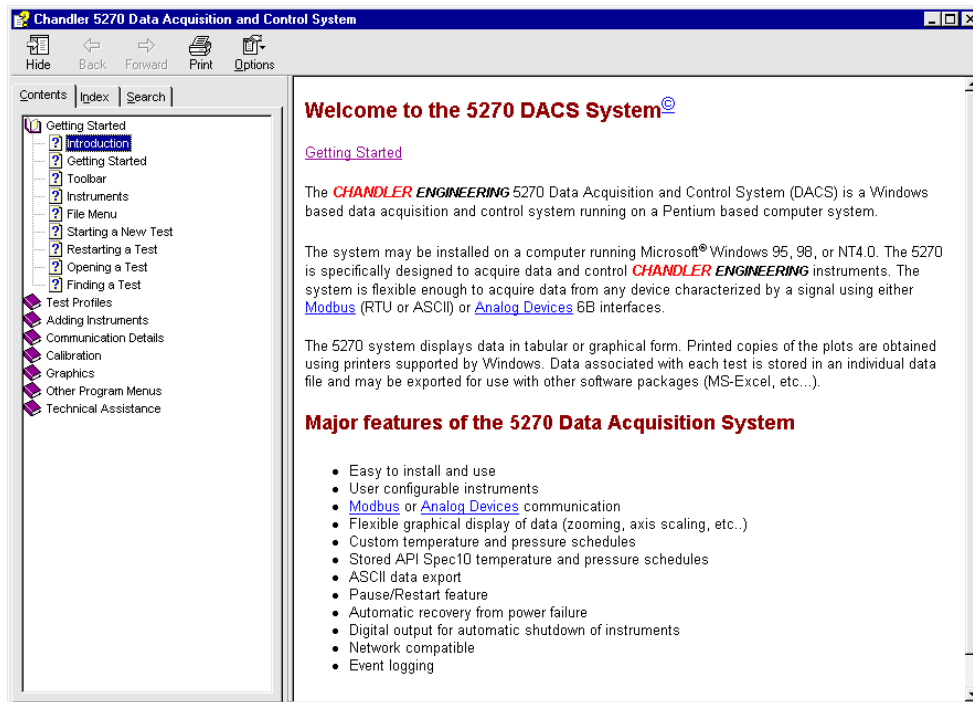 Chandler 5270 Data Acquisition and Control System
Hide Back Forward Print Options
Contents Index Search
Getting Started
Introduction
Getting Started
Toolbar
Instruments
File Menu
Starting a New Test
Restarting a Test
Opening a Test
Finding a Test
Test Profiles
Adding Instruments
Communication Details
Calibration
Graphics
Other Program Menus
Technical Assistance
Welcome to the 5270 DACS System©
Getting Started
The CHANDLER ENGINEERING 5270 Data Acquisition and Control System (DACS) is a Windows
based data acquisition and control system running on a Pentium based computer system.
The system may be installed on a computer running Microsoft® Windows 95, 98, or NT4.0. The 5270
is specifically designed to acquire data and control CHANDLER ENGINEERING instruments. The
system is flexible enough to acquire data from any device characterized by a signal using either
Modbus (RTU or ASCII) or Analog Devices 6B interfaces.
The 5270 system displays data in tabular or graphical form. Printed copies of the plots are obtained
using printers supported by Windows. Data associated with each test is stored in an individual data
file and may be exported for use with other software packages (MS-Excel, etc...).
Major features of the 5270 Data Acquisition System
• Easy to install and use
• User configurable instruments
• Modbus or Analog Devices communication
• Flexible graphical display of data (zooming, axis scaling, etc..)
• Custom temperature and pressure schedules
• Stored API Spec10 temperature and pressure schedules
• ASCII data export
• Pause/Restart feature
• Automatic recovery from power failure
• Digital output for automatic shutdown of instruments
• Network compatible
• Event logging